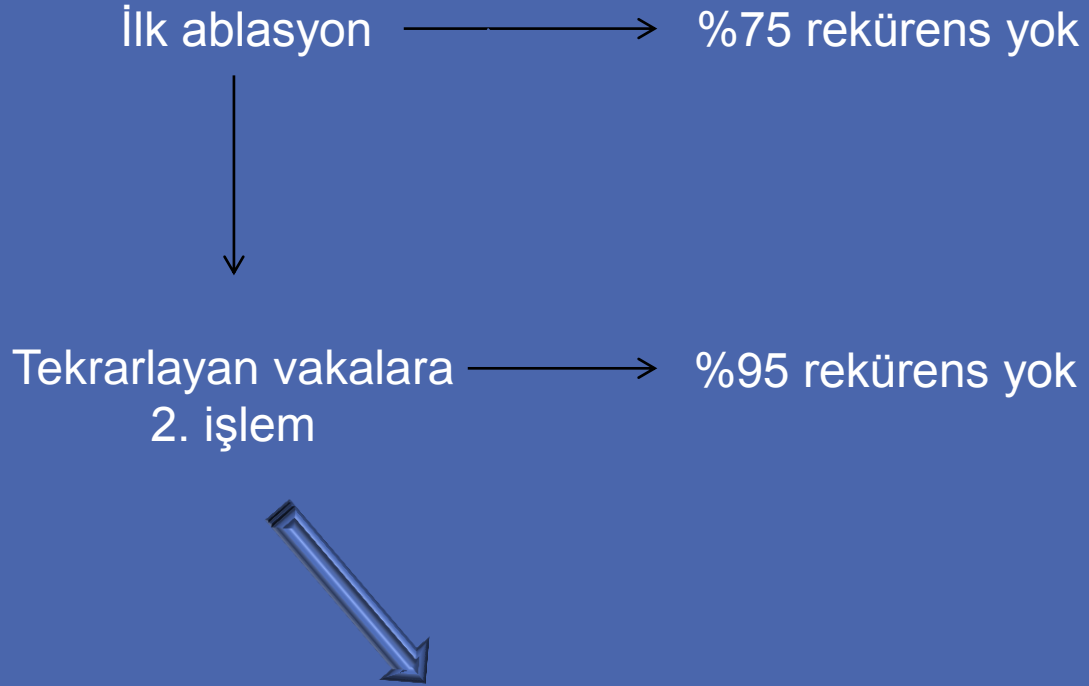 İlk ablasyon
%75 rekürens yok
Tekrarlayan vakalara
2. işlem
%95 rekürens yok